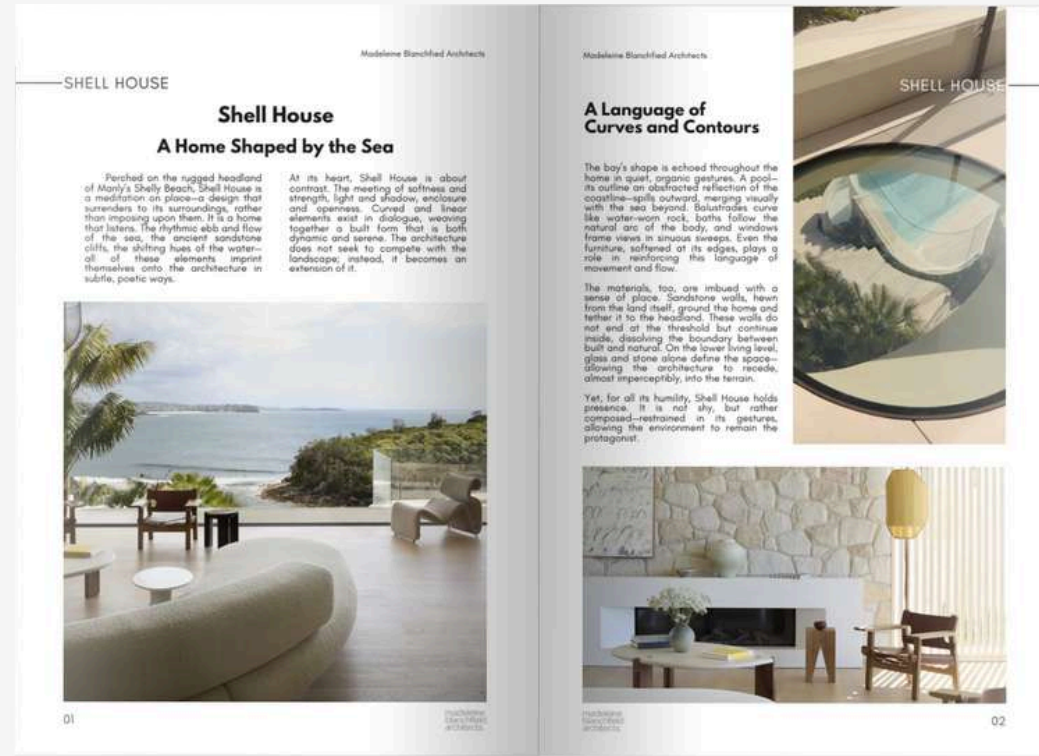 Madeleine Blanchfied Architects
SHELL HOUSE
Shell House
A Home Shaped by the Sea
Perched on the rugged headland
of Manly's Shelly Beach, Shell House is
a meditation on place—a design that
surrenders to its surroundings, rather
than imposing upon them. It is a home
that listens. The rhythmic ebb and flow
of the sea, the ancient sandstone
cliffs, the shifting hues of the water—
all of these elements imprint
themselves onto the architecture in
subtle, poetic ways.
At its heart, Shell House is about
contrast. The meeting of softness and
strength, light and shadow, enclosure
and openness. Curved and linear
elements exist in dialogue, weaving
together a built form that is both
dynamic and serene. The architecture
does not seek to compete with the
landscape; instead, it becomes an
extension of it.
01
madeleine
blanchfield
architects.
Madeleine Blanchfied Architects
SHELL HOUSE
A Language of
Curves and Contours
The bay's shape is echoed throughout the
home in quiet, organic gestures. A pool—
its outline an abstracted reflection of the
coastline—spills outward, merging visually
with the sea beyond. Balustrades curve
like water-worn rock, baths follow the
natural arc of the body, and windows
frame views in sinuous sweeps. Even the
furniture, softened at its edges, plays a
role in reinforcing this language of
movement and flow.
The materials, too, are imbued with a
sense of place. Sandstone walls, hewn
from the land itself, ground the home and
tether it to the headland. These walls do
not end at the threshold but continue
inside, dissolving the boundary between
built and natural. On the lower living level,
glass and stone alone define the space—
allowing the architecture to recede,
almost imperceptibly, into the terrain.
Yet, for all its humility, Shell House holds
presence. It is not shy, but rather
composed—restrained in its gestures,
allowing the environment to remain the
protagonist.
madeleine
blanchfield
architects.
02